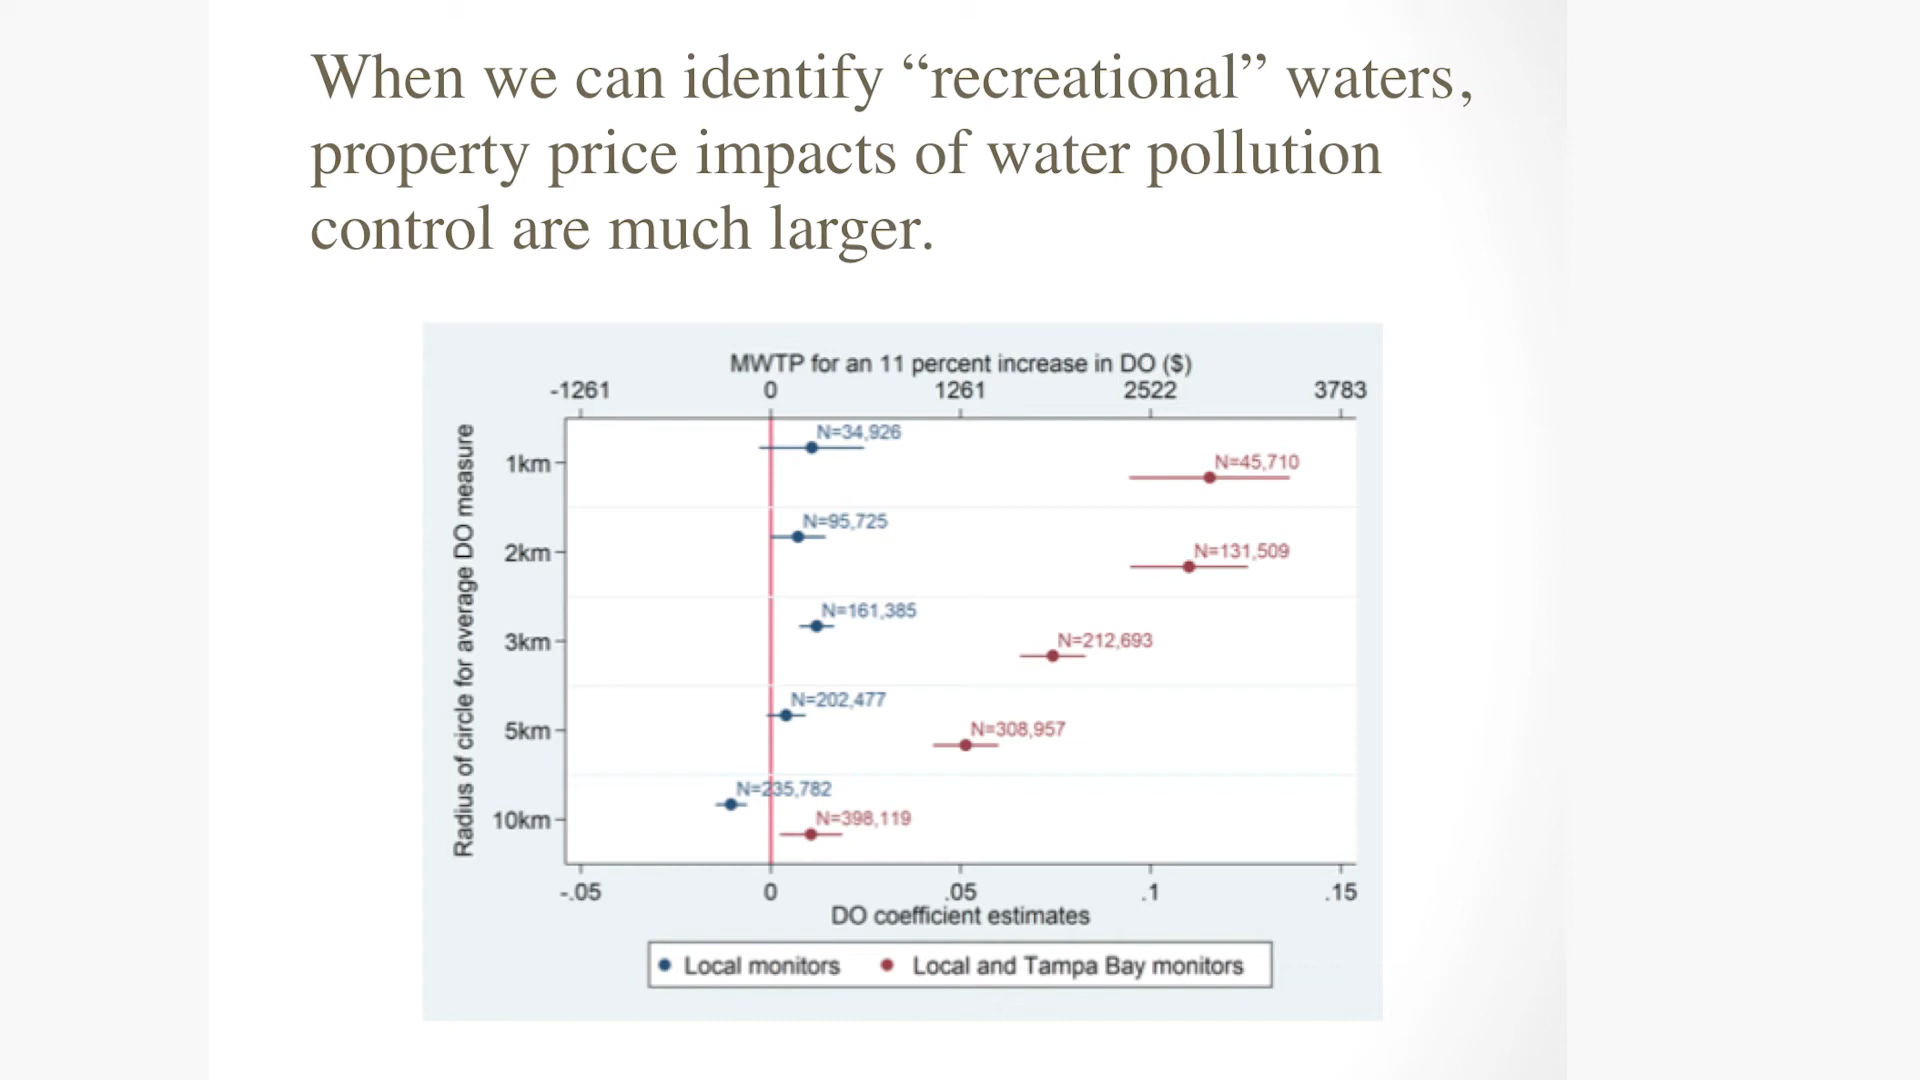 When we can identify “recreational” waters,
property price impacts of water pollution
control are much larger.
MWTP for an 11 percent increase in DO ($)
-1261 0 1261 2522 3783
Radius of circle for average DO measure
1km
N=34,926
N=45,710
2km
N=95,725
N=131,509
3km
N=161,385
N=212,693
5km
N=202,477
N=308,957
10km
N=235,782
N=398,119
-.05 0 .05 .1 .15
DO coefficient estimates
Local monitors Local and Tampa Bay monitors